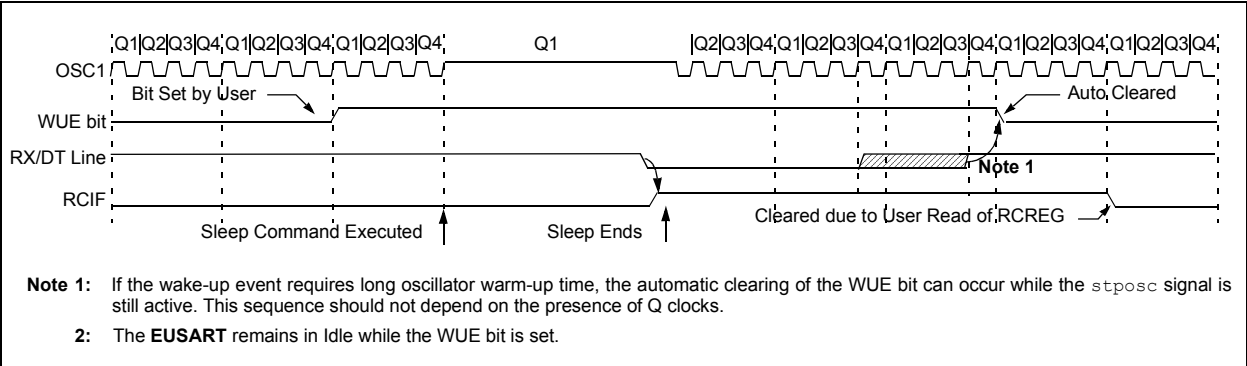 Q1|Q2|Q3|Q4 Q1|Q2|Q3|Q4 Q1|Q2|Q3|Q4 Q1 |Q2|Q3|Q4 Q1|Q2|Q3|Q4 Q1|Q2|Q3|Q4 Q1|Q2|Q3|Q4 Q1|Q2|Q3|Q4
OSC1
Bit Set by User Auto Cleared
WUE bit
RX/DT Line
Note 1
RCIF
Cleared due to User Read of RCREG
Sleep Command Executed Sleep Ends
Note 1: If the wake-up event requires long oscillator warm-up time, the automatic clearing of the WUE bit can occur while the stposc signal is
still active. This sequence should not depend on the presence of Q clocks.
2: The EUSART remains in Idle while the WUE bit is set.